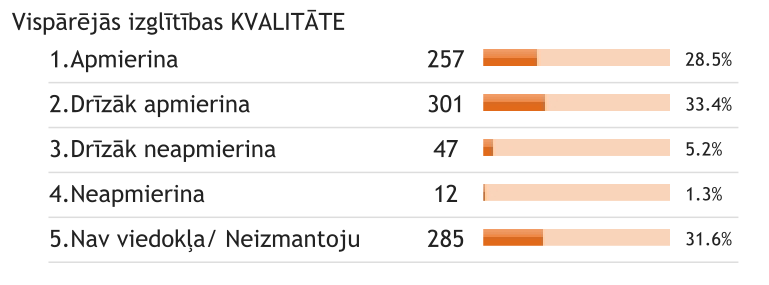 Vispārējās izglītības KVALITĀTE
1.Apmierina 257 28.5%
2.Drīzāk apmierina 301 33.4%
3.Drīzāk neapmierina 47 5.2%
4.Neapmierina 12 1.3%
5.Nav viedokļa/ Neizmantoju 285 31.6%